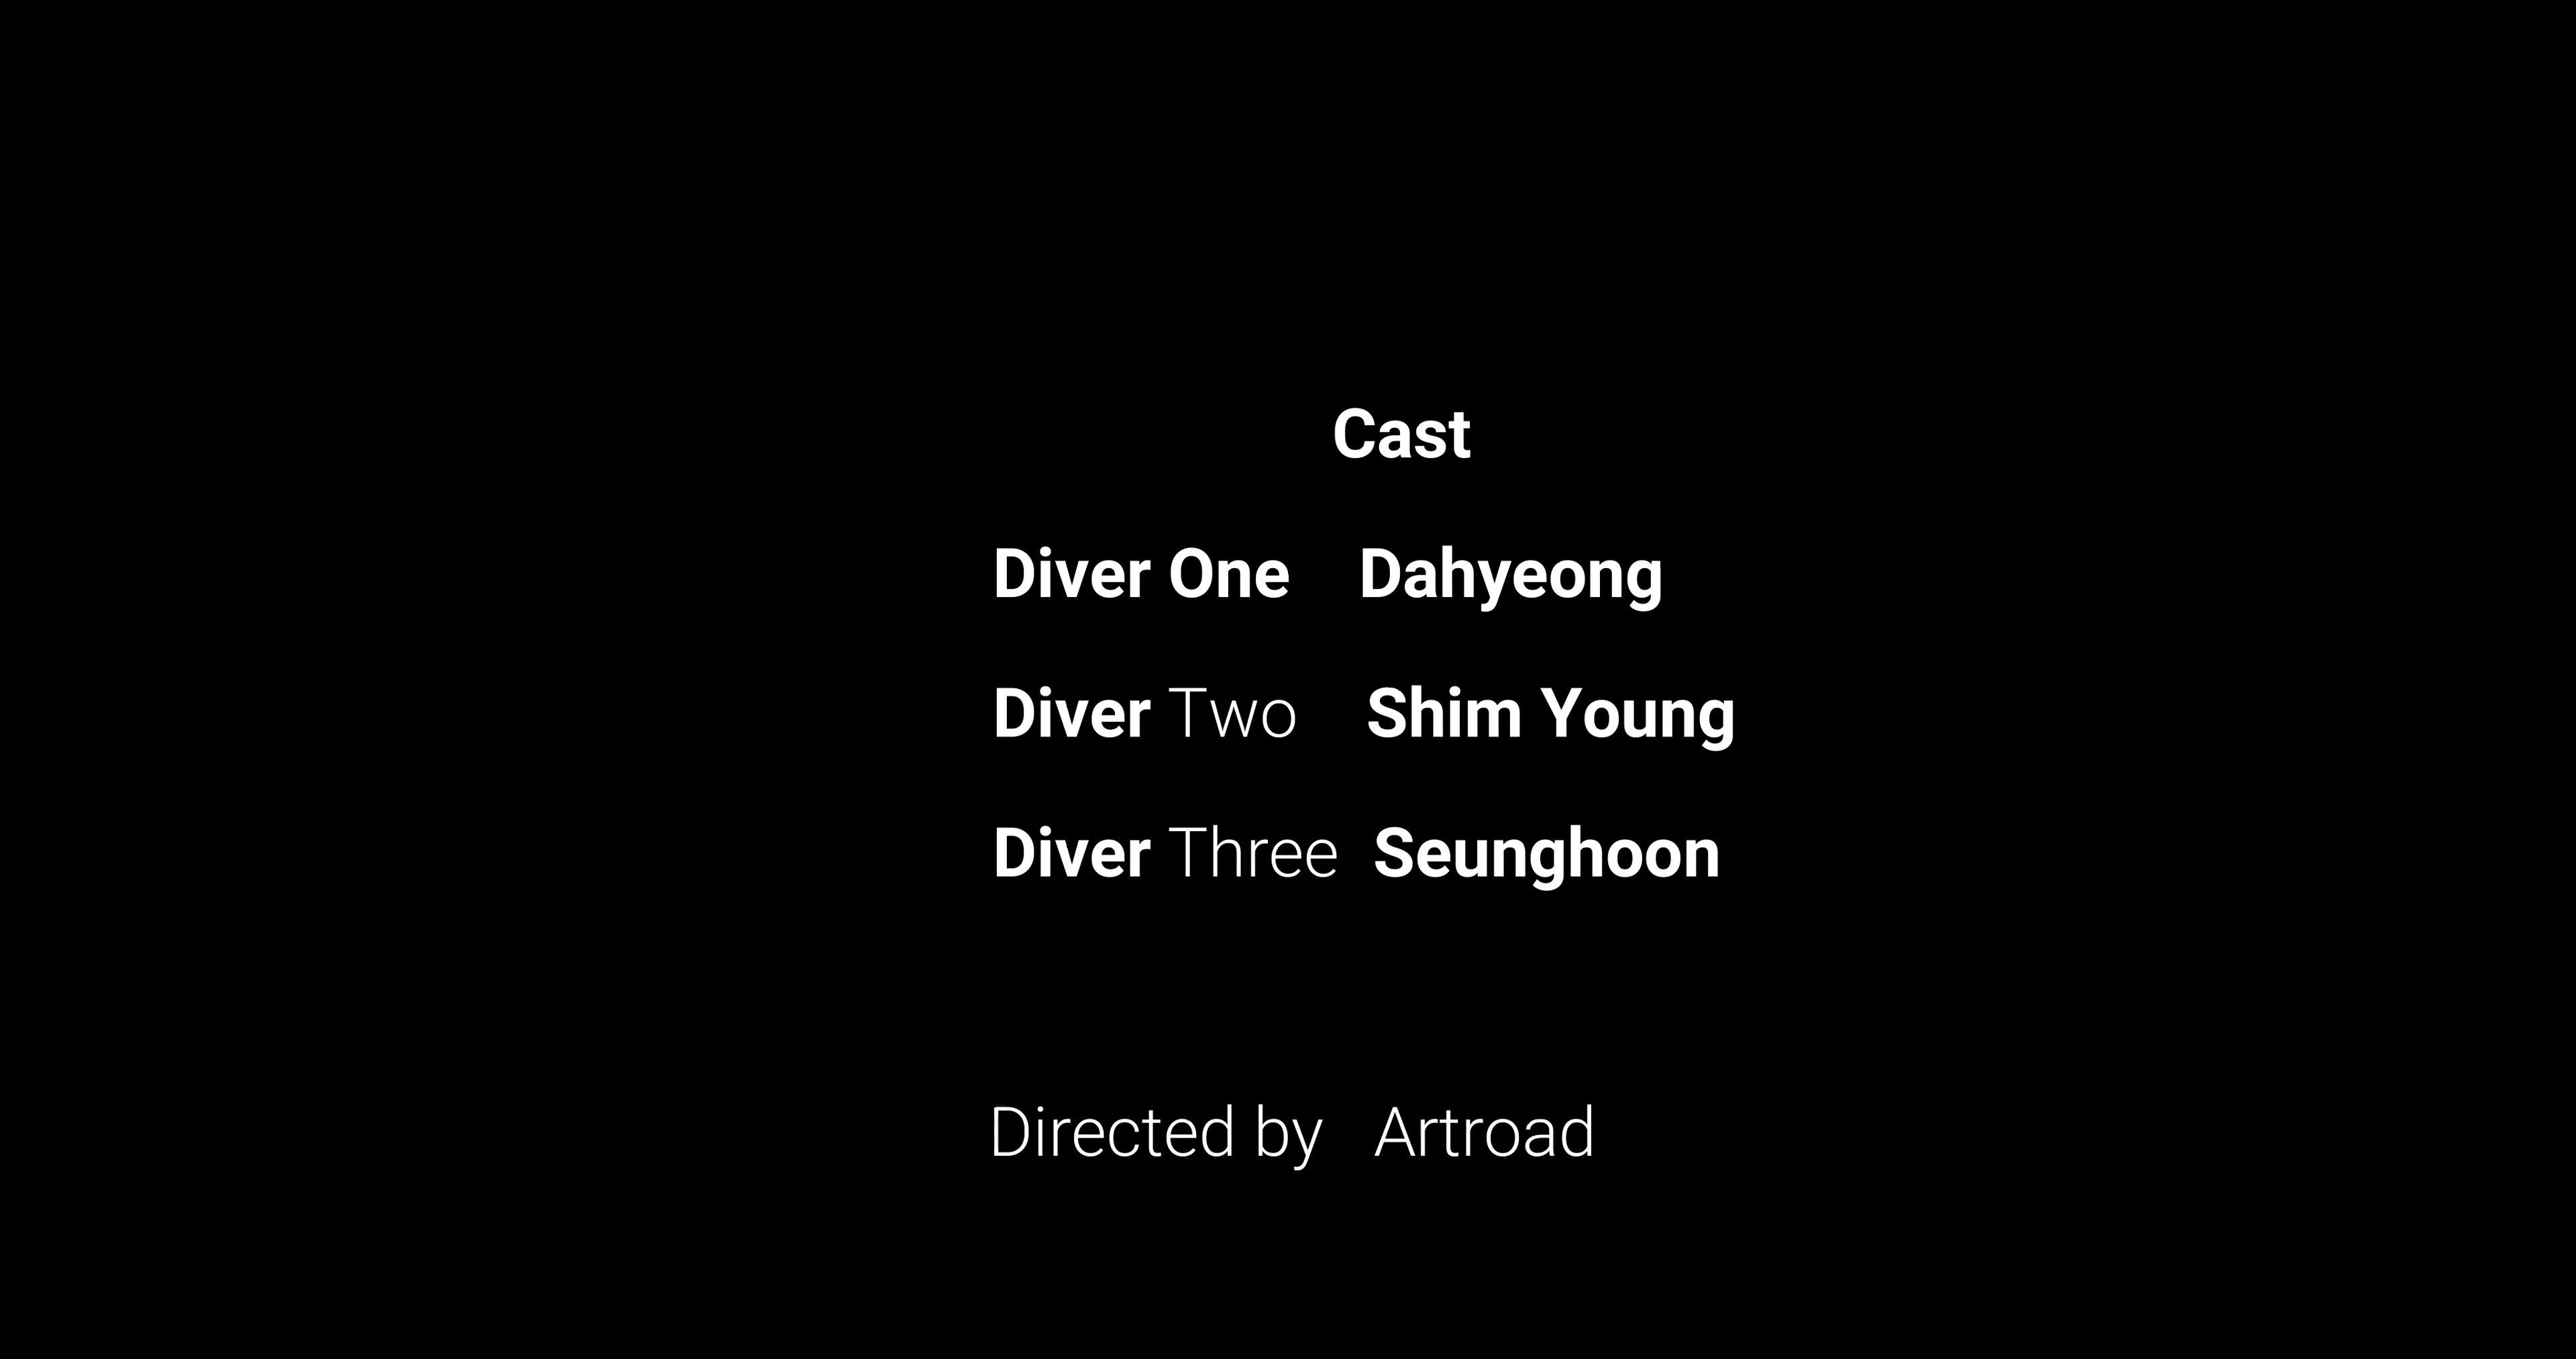 Cast
Diver One Dahyeong
Diver Two Shim Young
Diver Three Seunghoon
Directed by Artroad